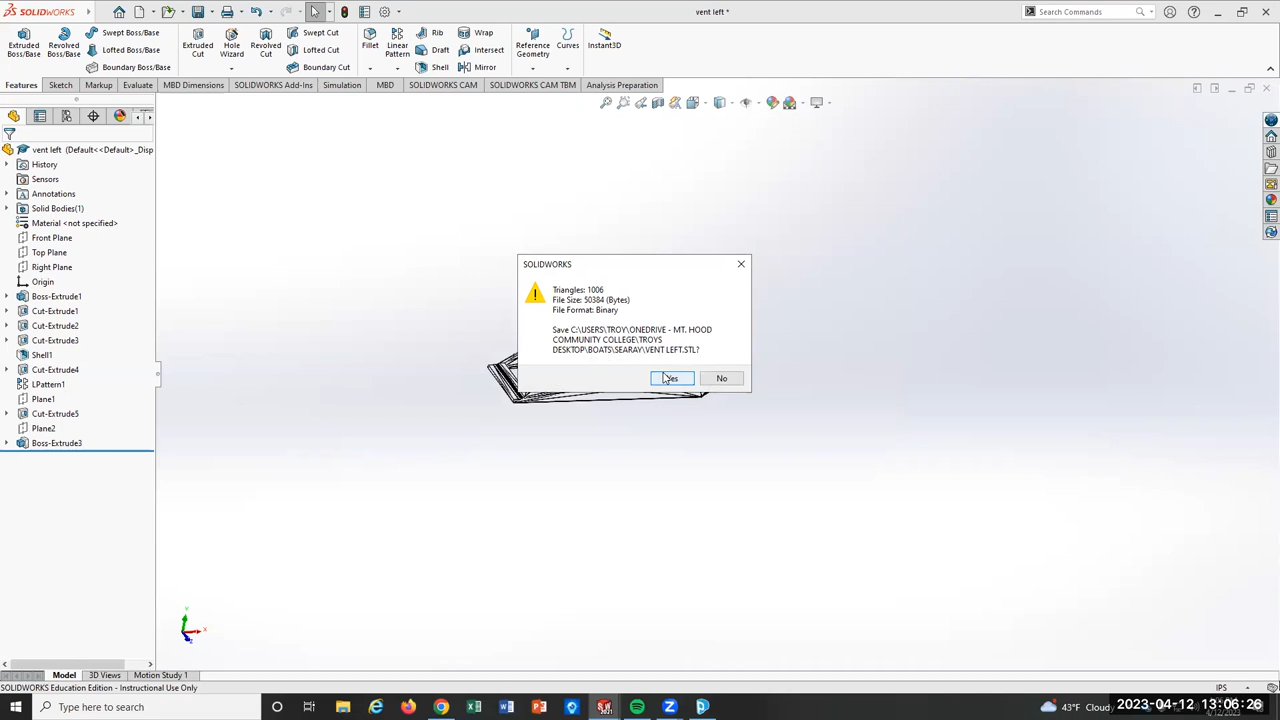 SOLIDWORKS
vent left *
Search Commands
Extruded Boss/Base
Revolved Boss/Base
Swept Boss/Base
Lofted Boss/Base
Boundary Boss/Base
Extruded Cut
Hole Wizard
Revolved Cut
Swept Cut
Lofted Cut
Boundary Cut
Fillet
Linear Pattern
Rib
Draft
Shell
Wrap
Intersect
Mirror
Reference Geometry
Curves
Instant3D
Features
Sketch
Markup
Evaluate
MBD Dimensions
SOLIDWORKS Add-Ins
Simulation
MBD
SOLIDWORKS CAM
SOLIDWORKS CAM TBM
Analysis Preparation
vent left (Default<<Default>_Disp
History
Sensors
Annotations
Solid Bodies(1)
Material <not specified>
Front Plane
Top Plane
Right Plane
Origin
Boss-Extrude1
Cut-Extrude1
Cut-Extrude2
Cut-Extrude3
Shell1
Cut-Extrude4
LPattern1
Plane1
Cut-Extrude5
Plane2
Boss-Extrude3
SOLIDWORKS
Triangles: 1006
File Size: 50384 (Bytes)
File Format: Binary
Save C:\USERS\TROY\ONEDRIVE - MT. HOOD
COMMUNITY COLLEGE\TROYS
DESKTOP\BOATS\SEARAY\VENT LEFT.STL?
Yes
No
Y
X
Z
Model
3D Views
Motion Study 1
SOLIDWORKS Education Edition - Instructional Use Only
IPS
Type here to search
43°F Cloudy
2023-04-12 13:06:26